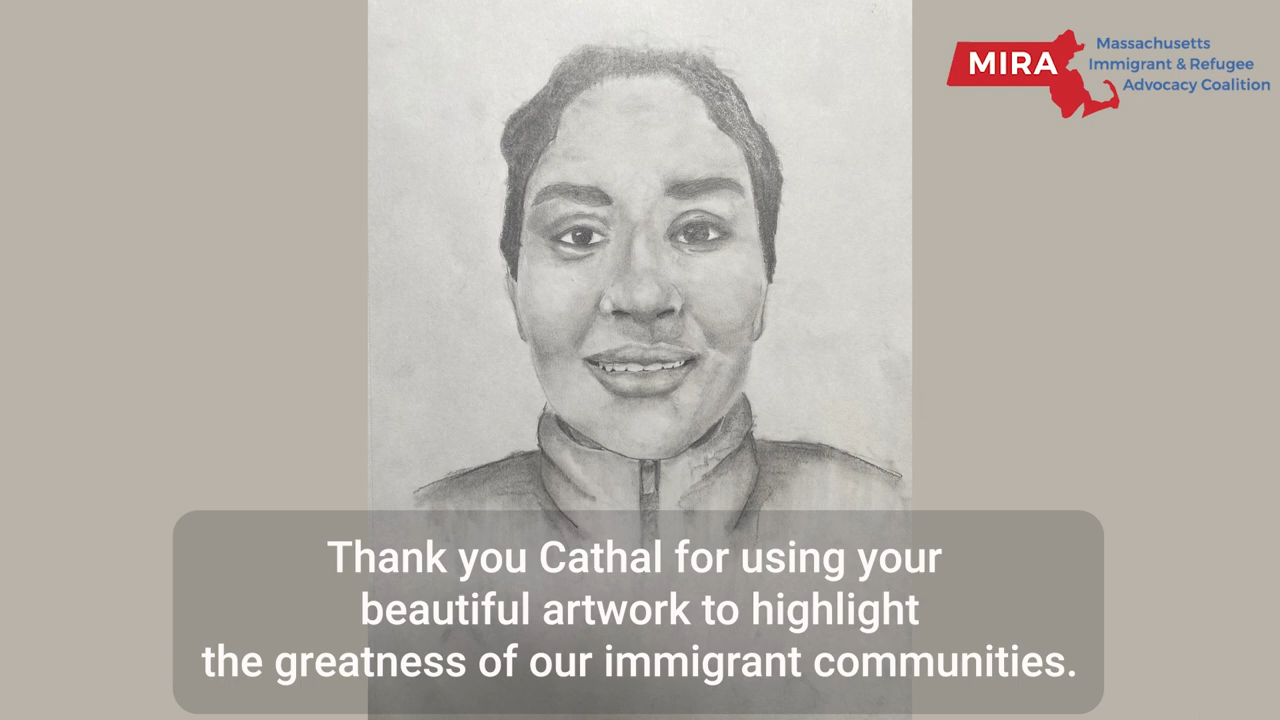 MIRA
Massachusetts
Immigrant & Refugee
Advocacy Coalition
Thank you Cathal for using your
beautiful artwork to highlight
the greatness of our immigrant communities.